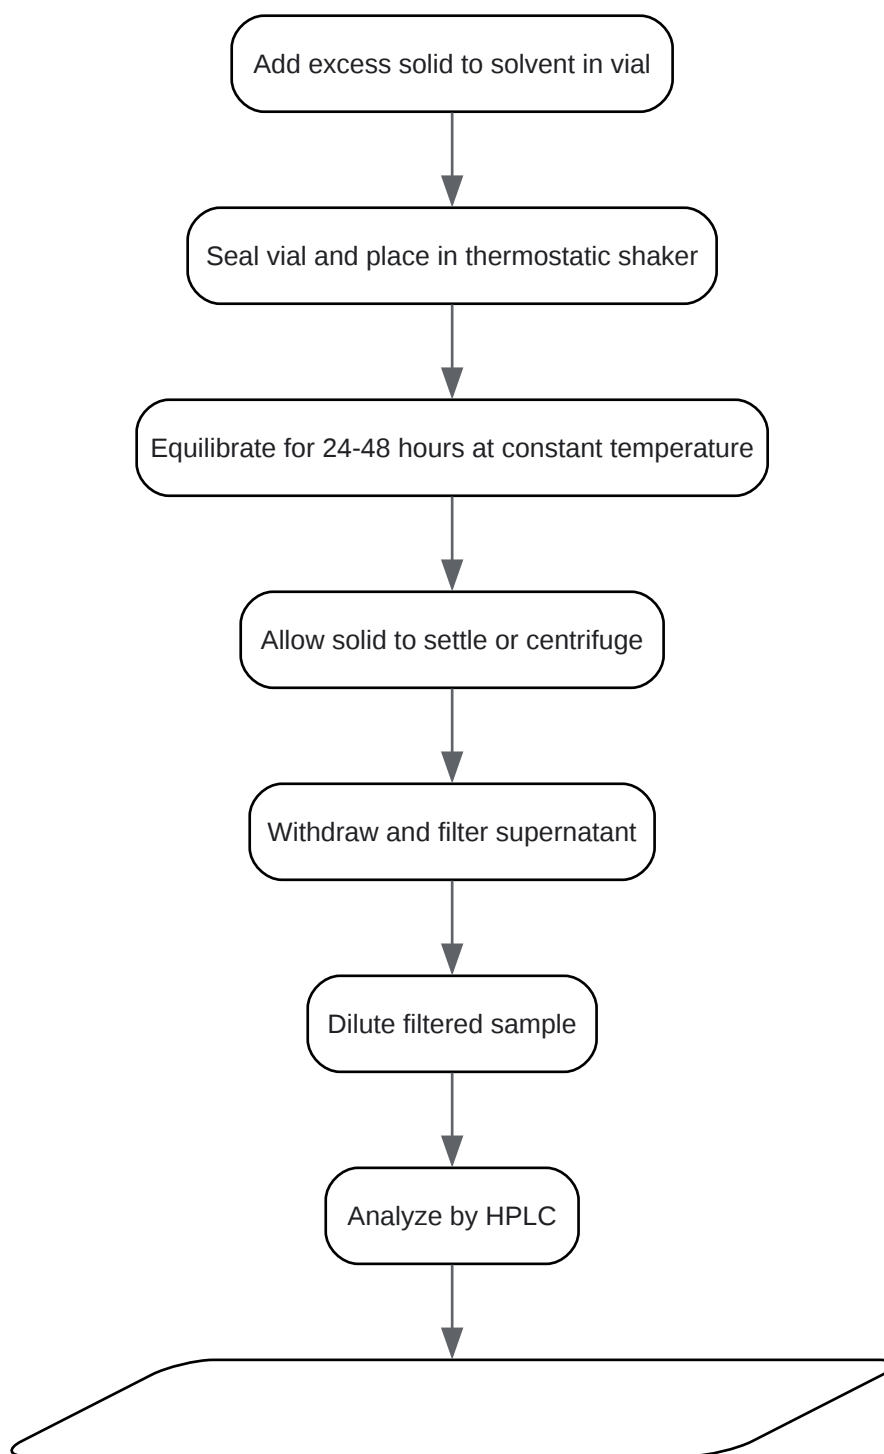 Add excess solid to solvent in vial
Seal vial and place in thermostatic shaker
Equilibrate for 24-48 hours at constant temperature
Allow solid to settle or centrifuge
Withdraw and filter supernatant
Dilute filtered sample
Analyze by HPLC